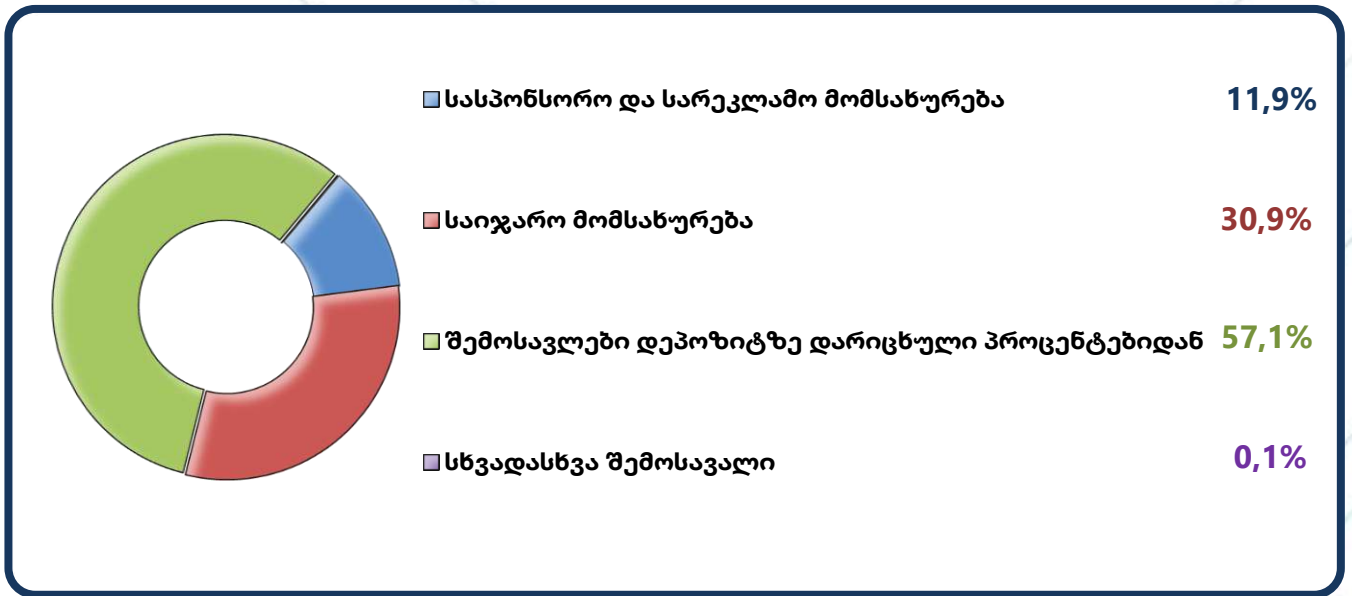 სასპონსორო და სარეკლამო მომსახურება 11,9%
საიჯარო მომსახურება 30,9%
შემოსავლები დეპოზიტზე დარიცხული პროცენტებიდან 57,1%
სხვადასხვა შემოსავალი 0,1%